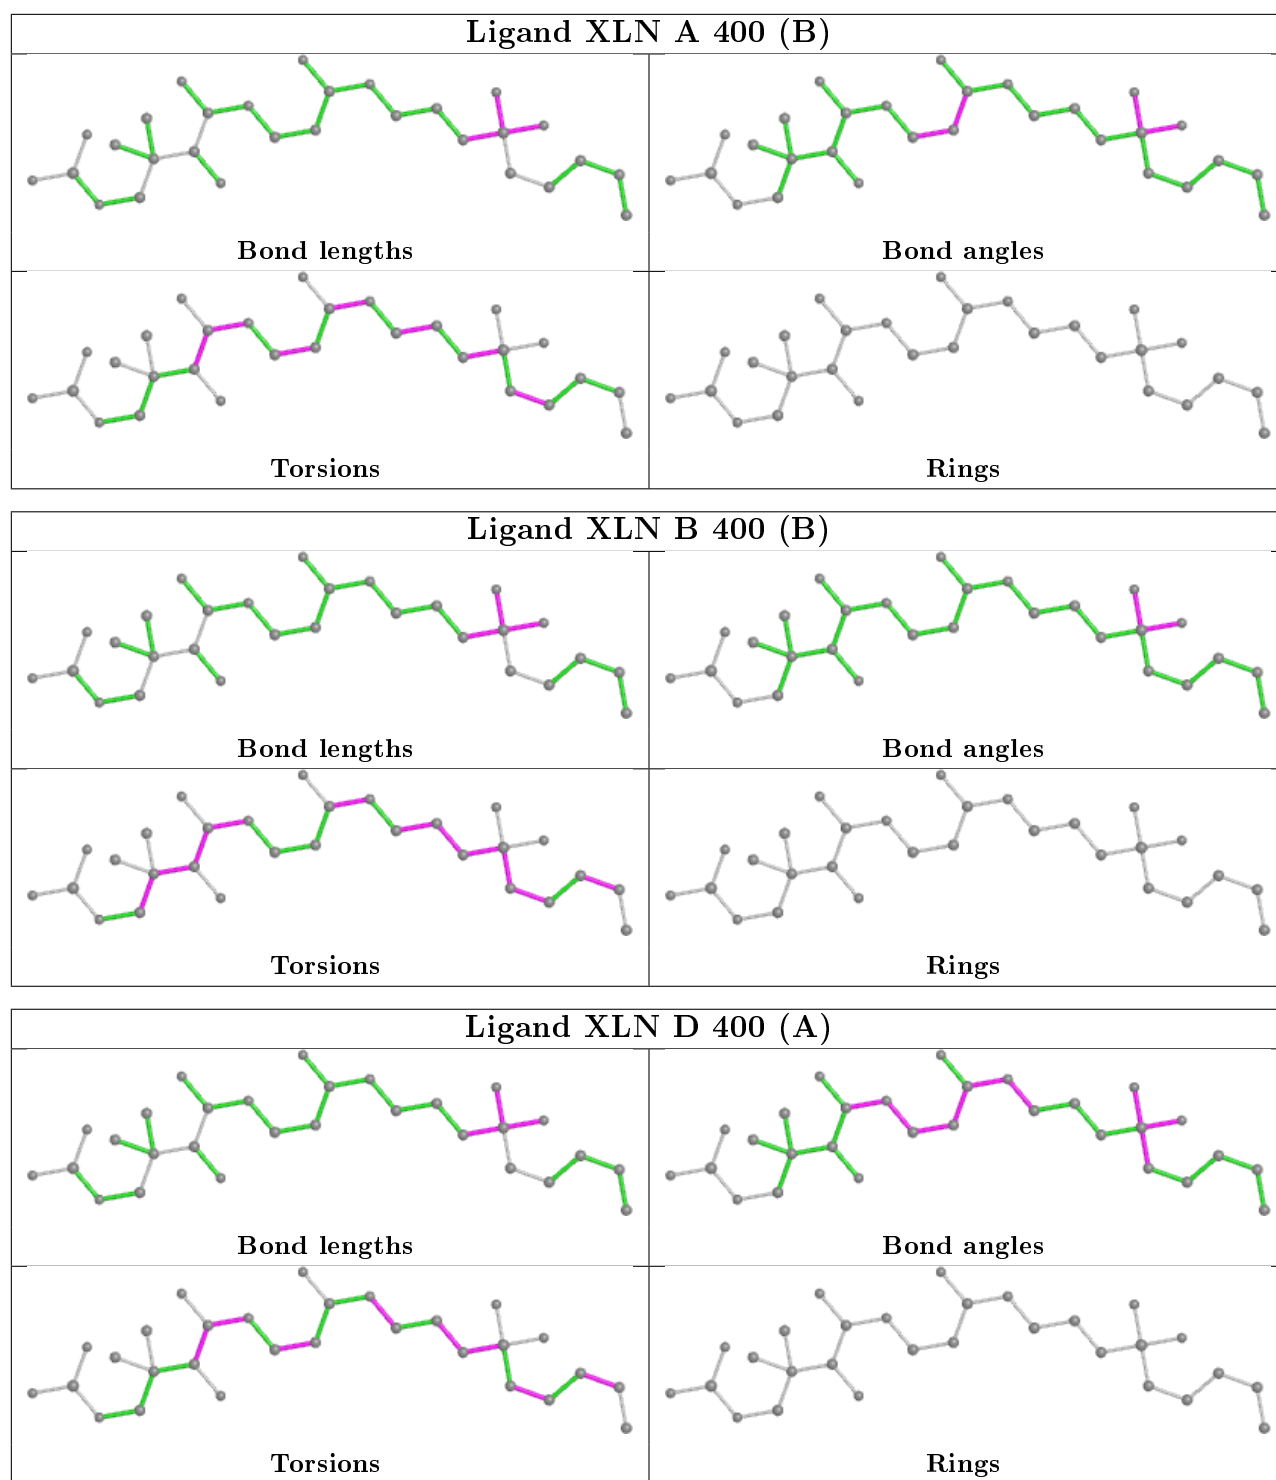 Ligand XLN A 400 (B)
Bond lengths
Bond angles
Torsions
Rings
Ligand XLN B 400 (B)
Bond lengths
Bond angles
Torsions
Rings
Ligand XLN D 400 (A)
Bond lengths
Bond angles
Torsions
Rings